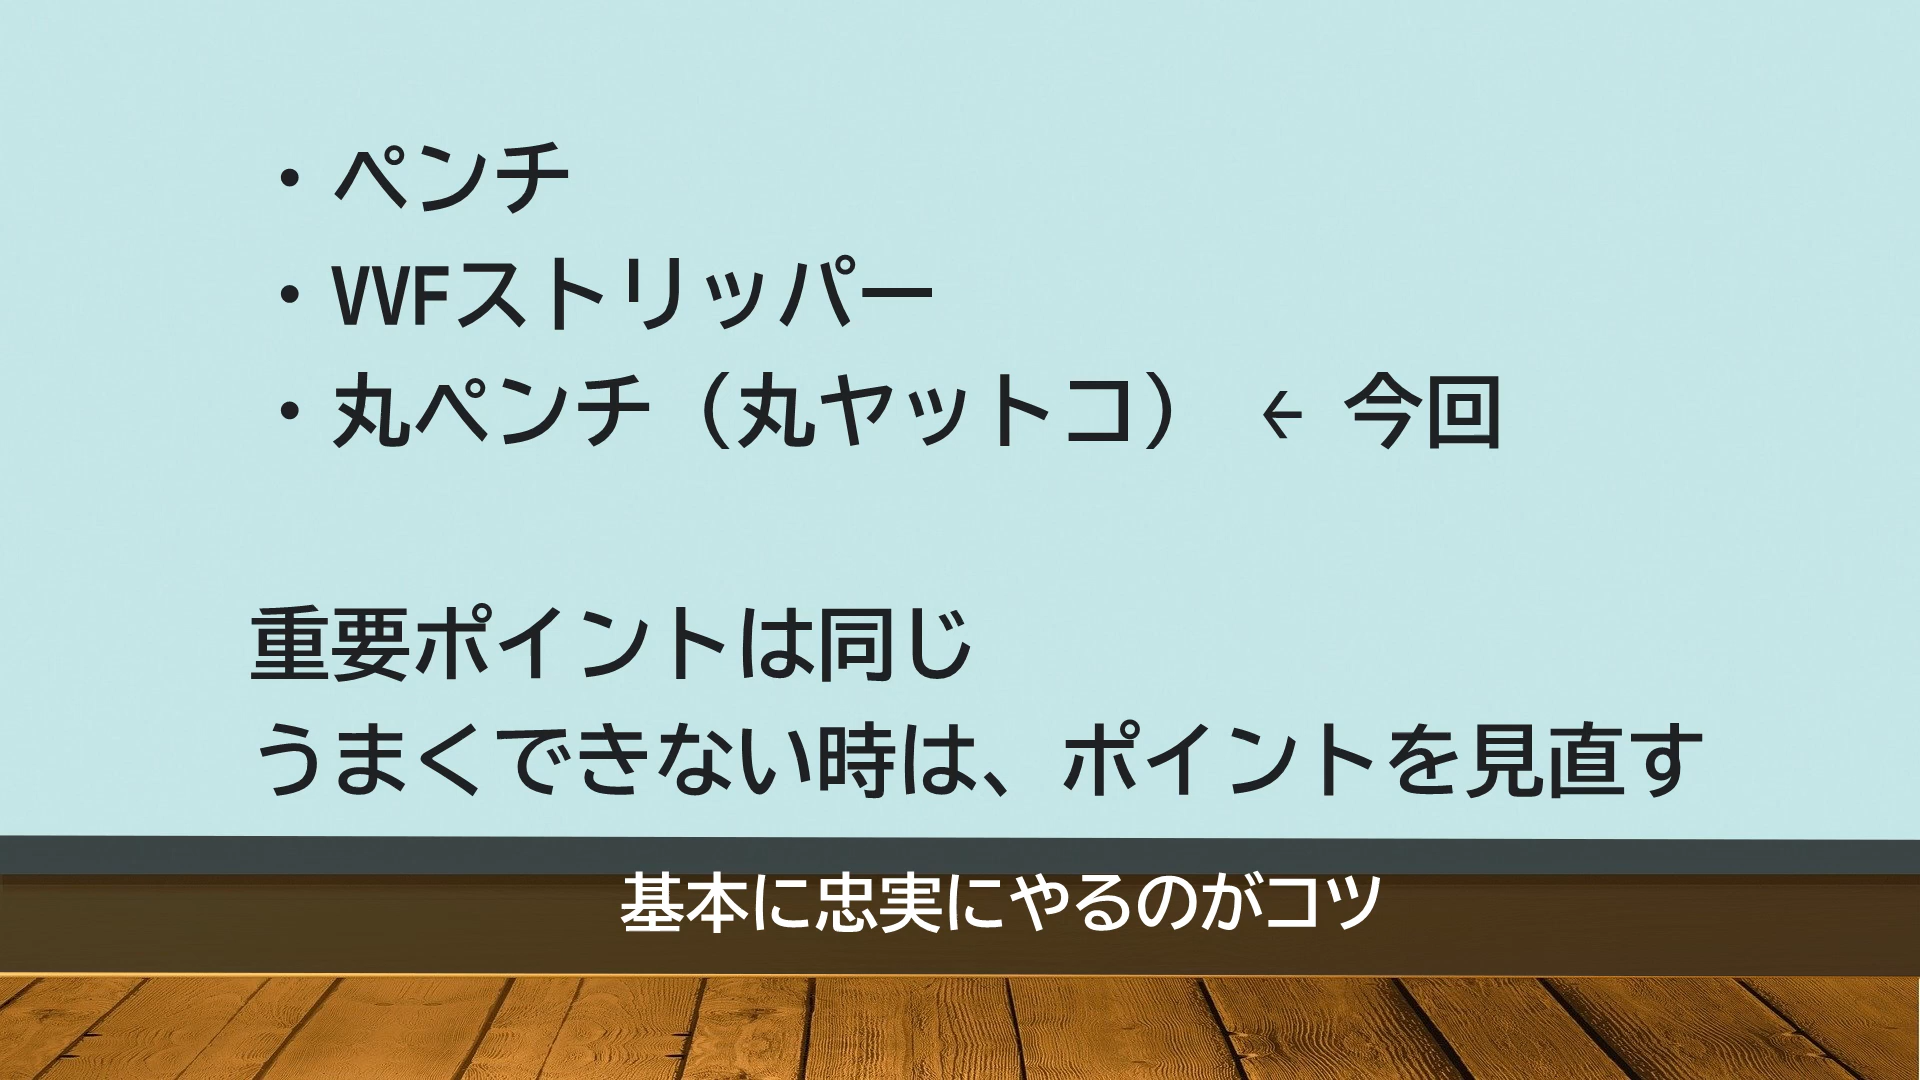 ・ペンチ
・VVFストリッパー
・丸ペンチ（丸ヤットコ） ← 今回
重要ポイントは同じ
うまくできない時は、ポイントを見直す
基本に忠実にやるのがコツ